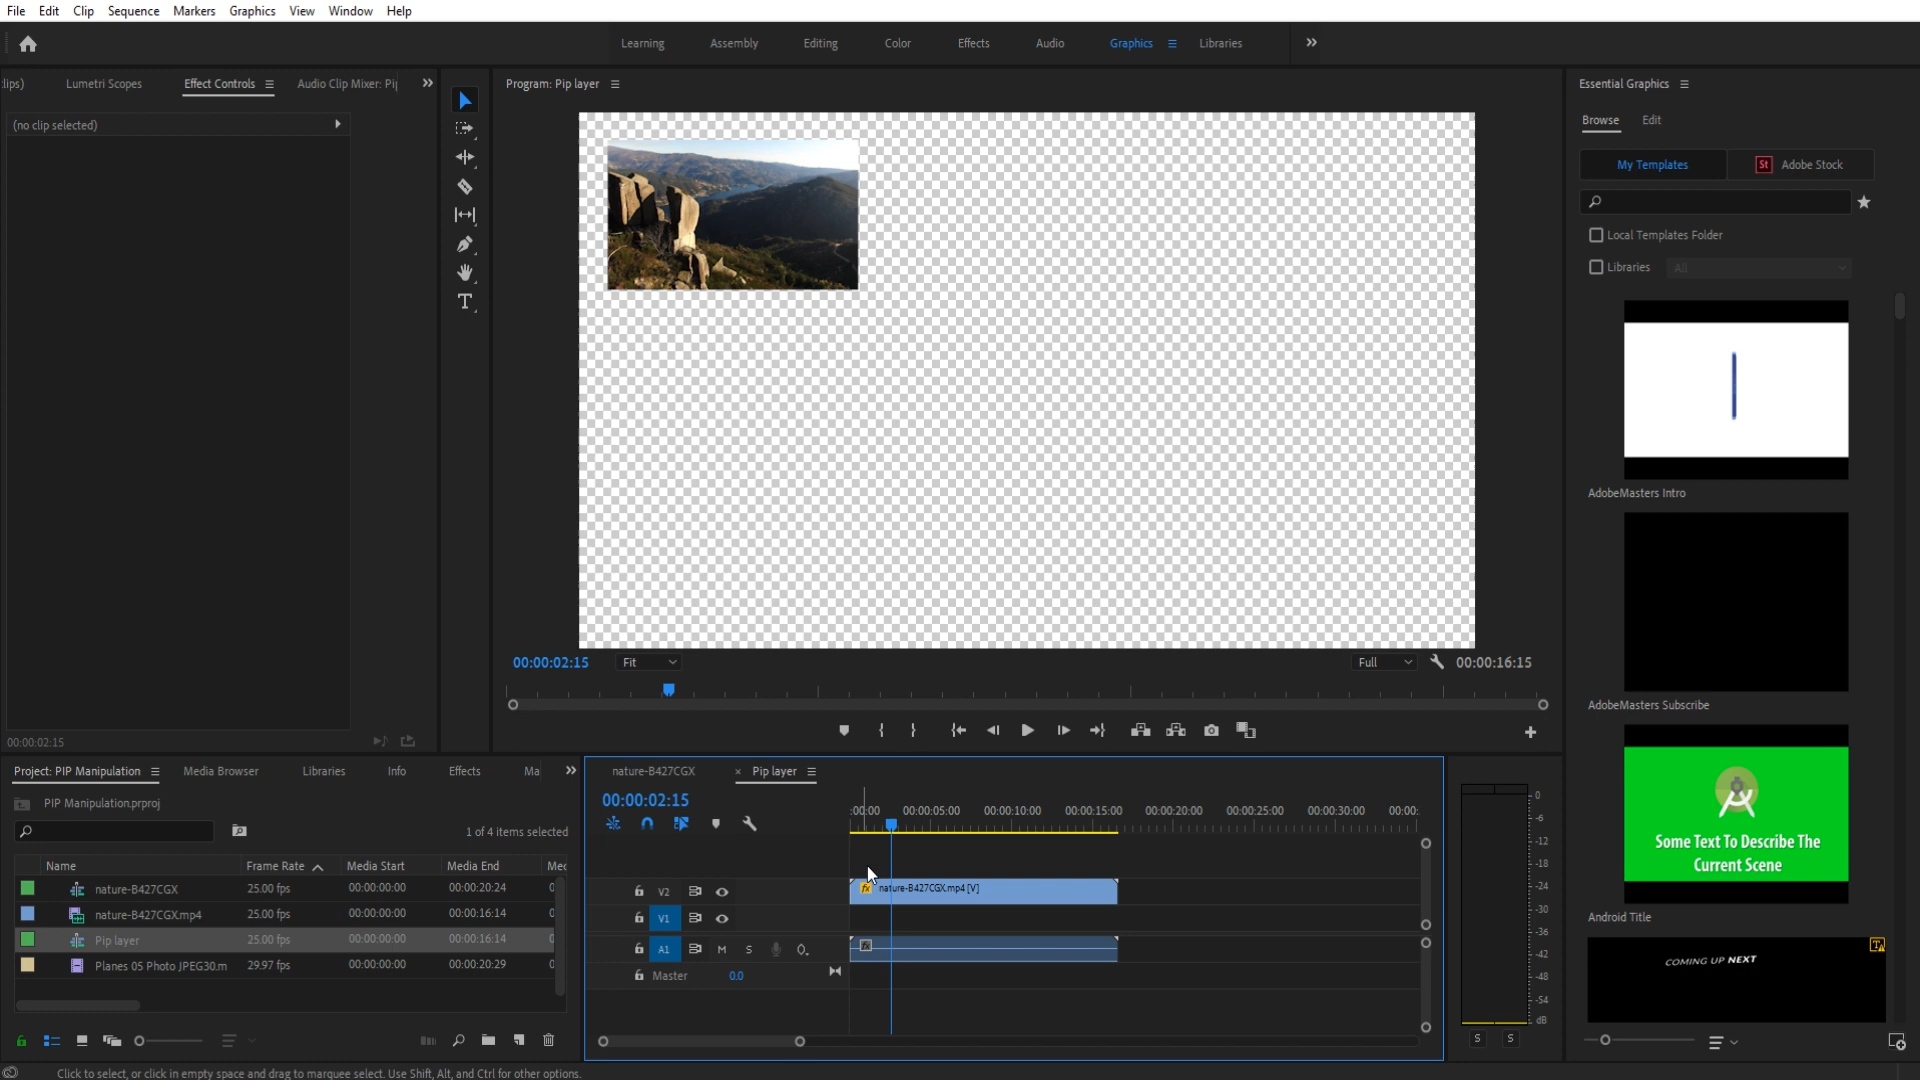 File Edit Clip Sequence Markers Graphics View Window Help
Learning Assembly Editing Color Effects Audio Graphics Libraries
lips) Lumetri Scopes Effect Controls Audio Clip Mixer: Pi
(no clip selected)
00:00:02:15
Program: Pip layer
00:00:02:15 Fit Full 00:00:16:15
Essential Graphics
Browse Edit
My Templates St Adobe Stock
Local Templates Folder
Libraries All
AdobeMasters Intro
AdobeMasters Subscribe
Some Text To Describe The
Current Scene
Android Title
COMING UP NEXT
Project: PIP Manipulation Media Browser Libraries Info Effects Ma
PIP Manipulation.prproj
1 of 4 items selected
Name Frame Rate Media Start Media End Med
nature-B427CGX 25.00 fps 00:00:00:00 00:00:20:24 0
nature-B427CGX.mp4 25.00 fps 00:00:00:00 00:00:16:14 0
Pip layer 25.00 fps 00:00:00:00 00:00:16:14 0
Planes 05 Photo JPEG30.m 29.97 fps 00:00:00:00 00:00:20:29 0
nature-B427CGX × Pip layer
00:00:02:15
:00:00 00:00:05:00 00:00:10:00 00:00:15:00 00:00:20:00 00:00:25:00 00:00:30:00 00:00:
V2 fx nature-B427CGX.mp4 [V]
V1
A1 M S fx
Master 0.0
0
-6
-12
-18
-24
-30
-36
-42
-48
-54
dB
S S
Click to select, or click in empty space and drag to marquee select. Use Shift, Alt, and Ctrl for other options.